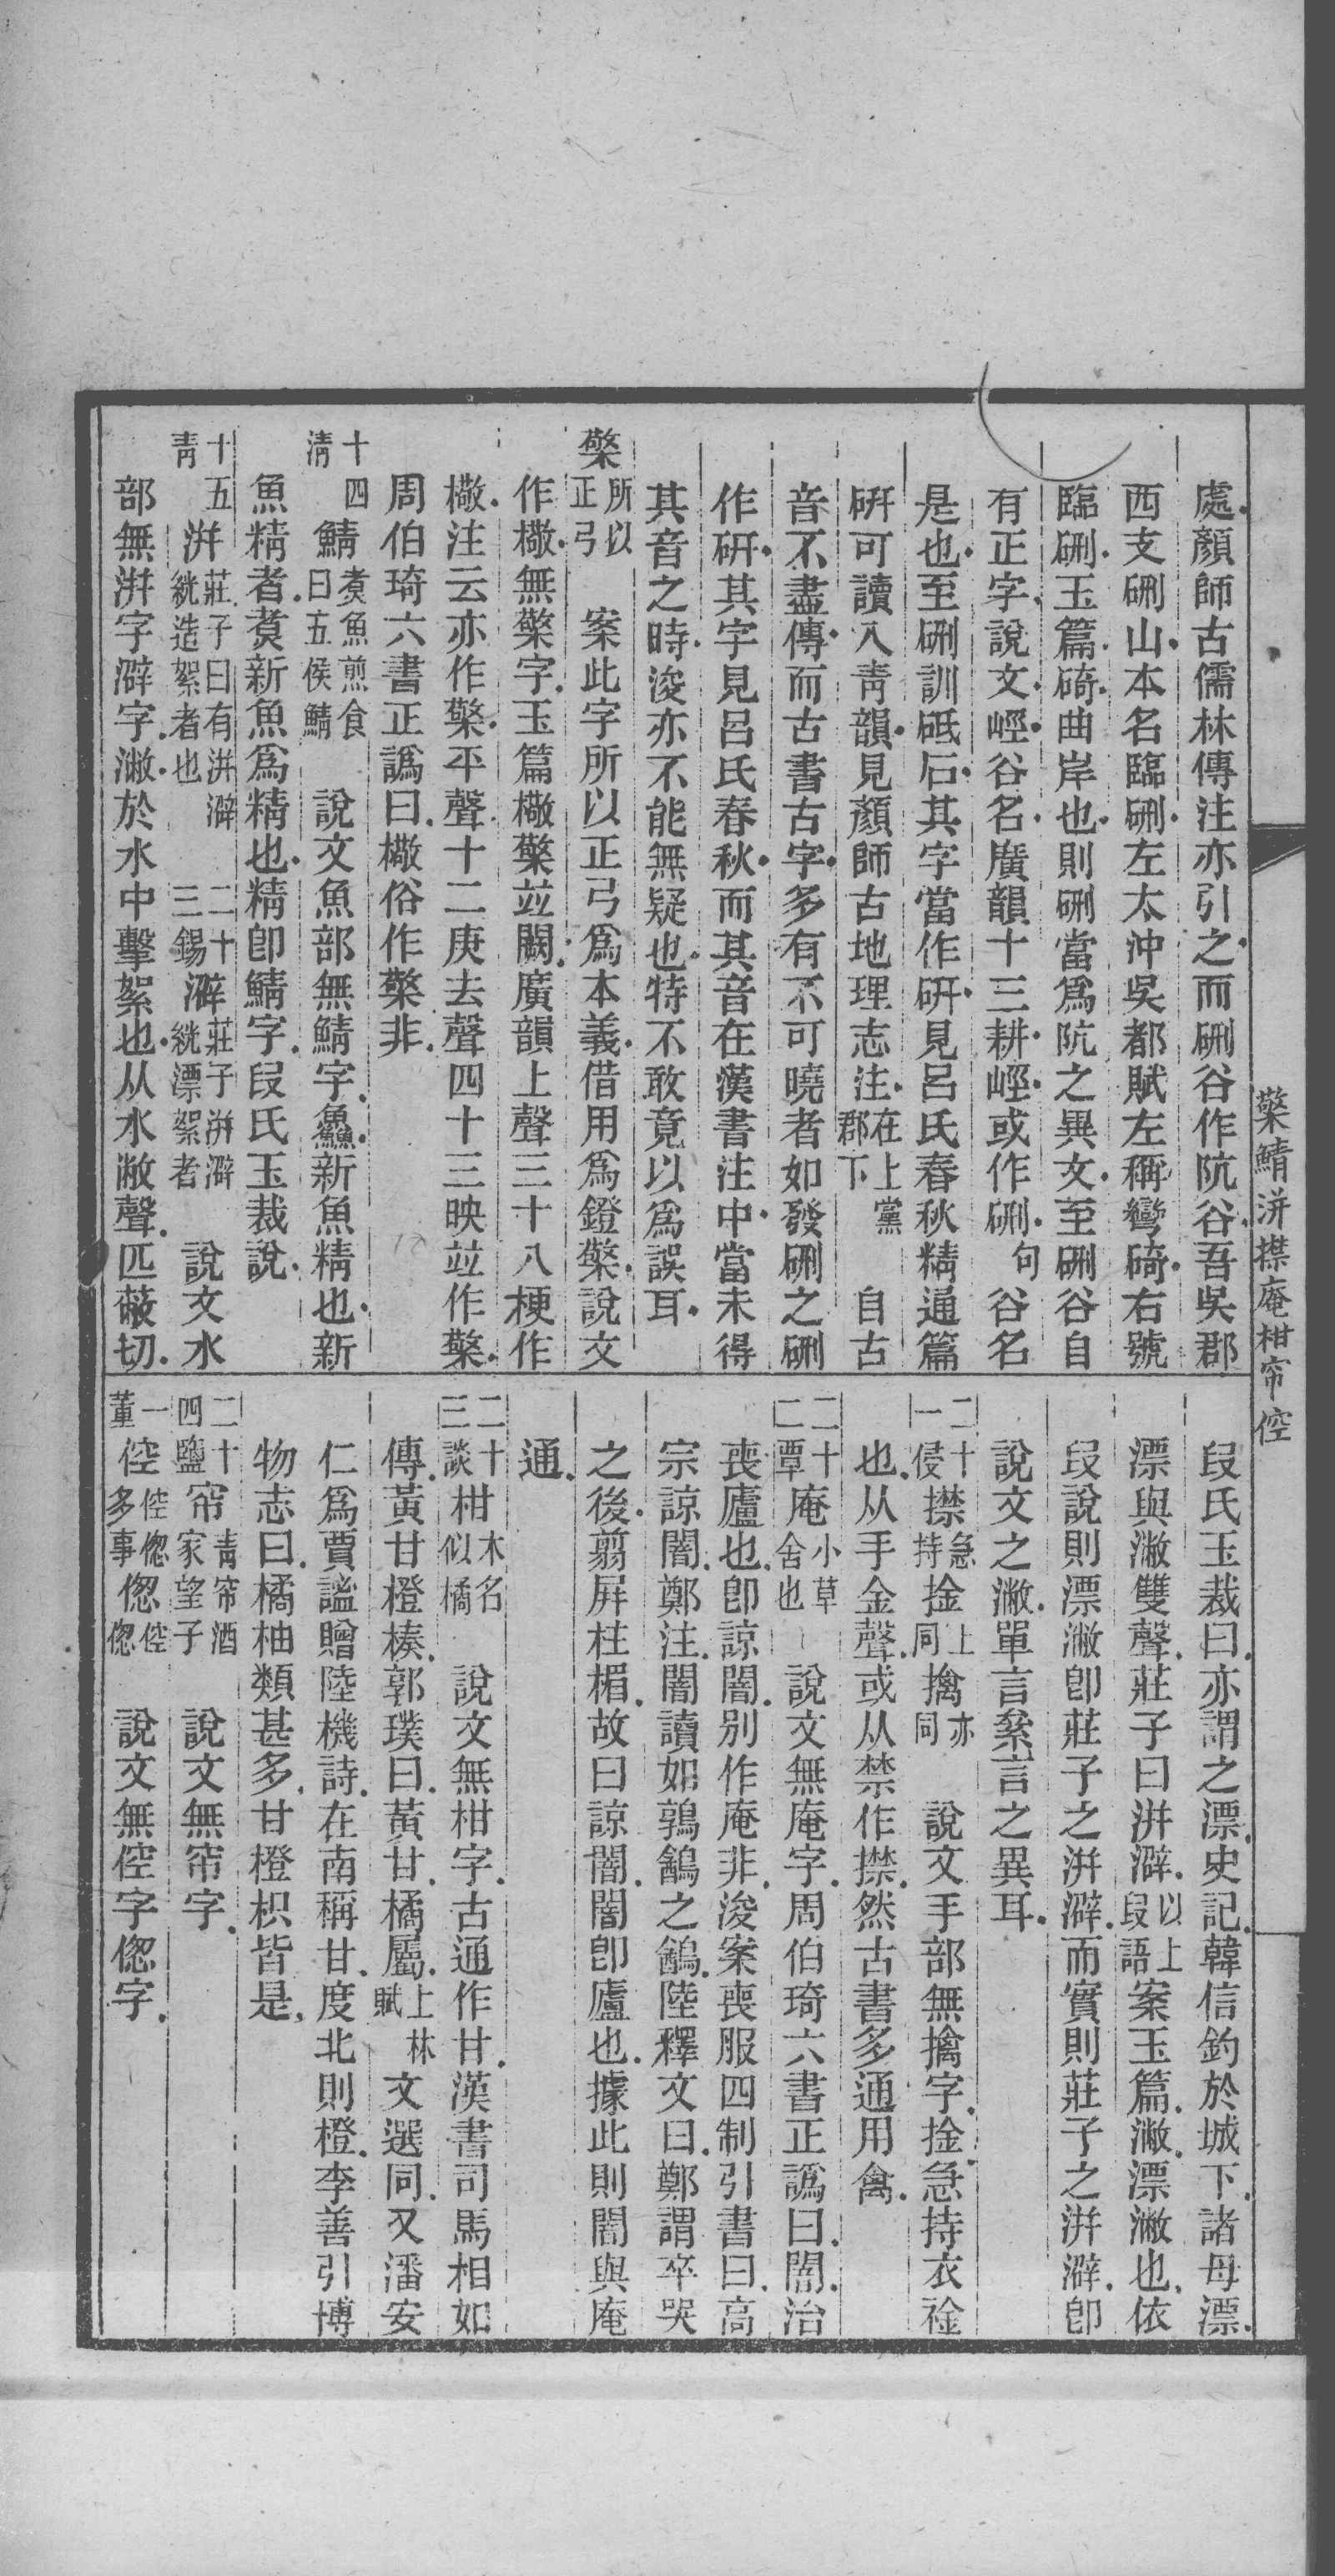 處顏師古儒林傳注亦引之而硎谷作阬谷吾吳郡
西支硎山本名臨硎左太沖吳都賦左稱彎碕右號
臨硎玉篇碕曲岸也則硎當爲阬之異文至硎谷自
有正字說文巠谷名廣韻十三耕巠或作硎句谷名
是也至硎訓砥石其字當作研見呂氏春秋精通篇
硏可讀入靑韻見顏師古地理志注在上黨郡下自古
音不盡傳而古書古字多有不可曉者如發硎之硎
作硏其字見呂氏春秋而其音在漢書注中當未得
其音之時浚亦不能無疑也特不敢竟以爲誤耳
檠所以正弓 案此字所以正弓爲本義借用爲鐙檠說文
作橵無檠字玉篇橵檠竝闕廣韻上聲三十八梗作
橵注云亦作檠平聲十二庚去聲四十三映竝作檠
周伯琦六書正譌曰橵俗作檠非
十四清 鯖煑魚煎食曰五侯鯖 說文魚部無鯖字鱻新魚精也新
魚精者煑新魚爲精也精卽鯖字段氏玉裁說
十五靑 洴莊子曰有洴澼絖造絮者也 二十三錫 澼莊子洴澼絖漂絮者 說文水
部無洴字澼字潎於水中擊絮也从水敝聲匹蔽切
段氏玉裁曰亦謂之漂史記韓信釣於城下諸母漂
漂與潎雙聲莊子曰洴澼以上段語案玉篇潎漂潎也依
段說則漂潎卽莊子之洴澼而實則莊子之洴澼卽
說文之潎單言絫言之異耳
二十一侵 㩒急持捦上同擒亦同 說文手部無擒字捦急持衣裣
也从手金聲或从禁作㩒然古書多通用禽
二十二覃 庵小草舍也 說文無庵字周伯琦六書正譌曰闇治
喪廬也卽諒闇別作庵非浚案喪服四制引書曰高
宗諒闇鄭注闇讀如鶉鷂之鷂陸釋文曰鄭謂卒哭
之後翦屛柱楣故曰諒闇闇卽廬也據此則闇與庵
通
二十三談 柑木名似橘 說文無柑字古通作甘漢書司馬相如
傳黃甘橙楱郭璞曰黃甘橘屬上林賦文選同又潘安
仁爲賈謐贈陸機詩在南稱甘度北則橙李善引博
物志曰橘柚類甚多甘橙枳皆是
二十四鹽 帘靑帘酒家望子 說文無帘字
一董 倥倥偬多事偬倥偬 說文無倥字偬字
檠鯖洴㩒庵柑帘倥